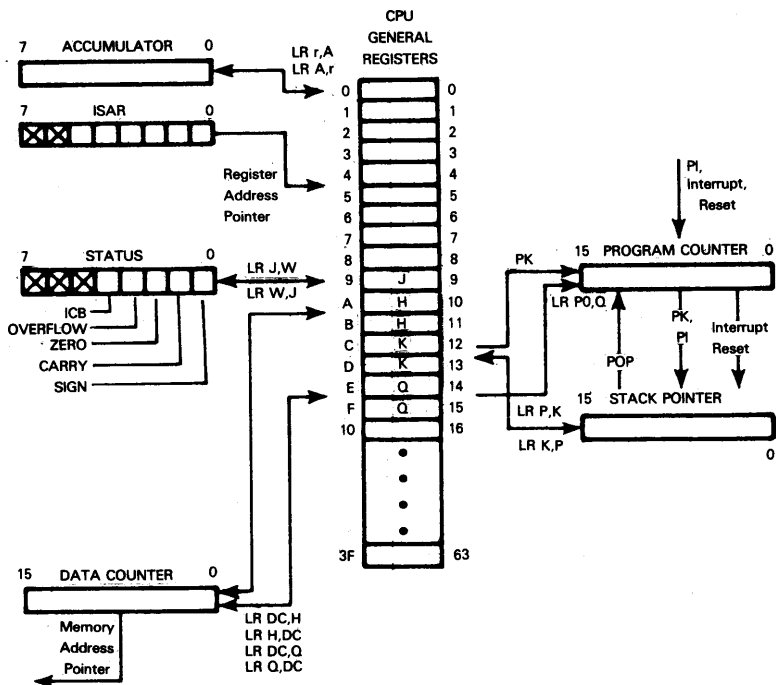 CPU
GENERAL
REGISTERS
7 ACCUMULATOR 0
LR r,A
LR A,r
7 ISAR 0
Register
Address
Pointer
0 0
1 1
2 2
3 3
4 4
5 5
6 6
7 7
8 8
9 J 9
A H 10
B H 11
C K 12
D K 13
E Q 14
F Q 15
10 16
3F 63
7 STATUS 0
LR J,W
LR W,J
ICB
OVERFLOW
ZERO
CARRY
SIGN
PI,
Interrupt,
Reset
15 PROGRAM COUNTER 0
PK
LR P0,Q
POP
PK,
PI
Interrupt
Reset
15 STACK POINTER
0
LR P,K
LR K,P
15 DATA COUNTER 0
Memory
Address
Pointer
LR DC,H
LR H,DC
LR DC,Q
LR Q,DC